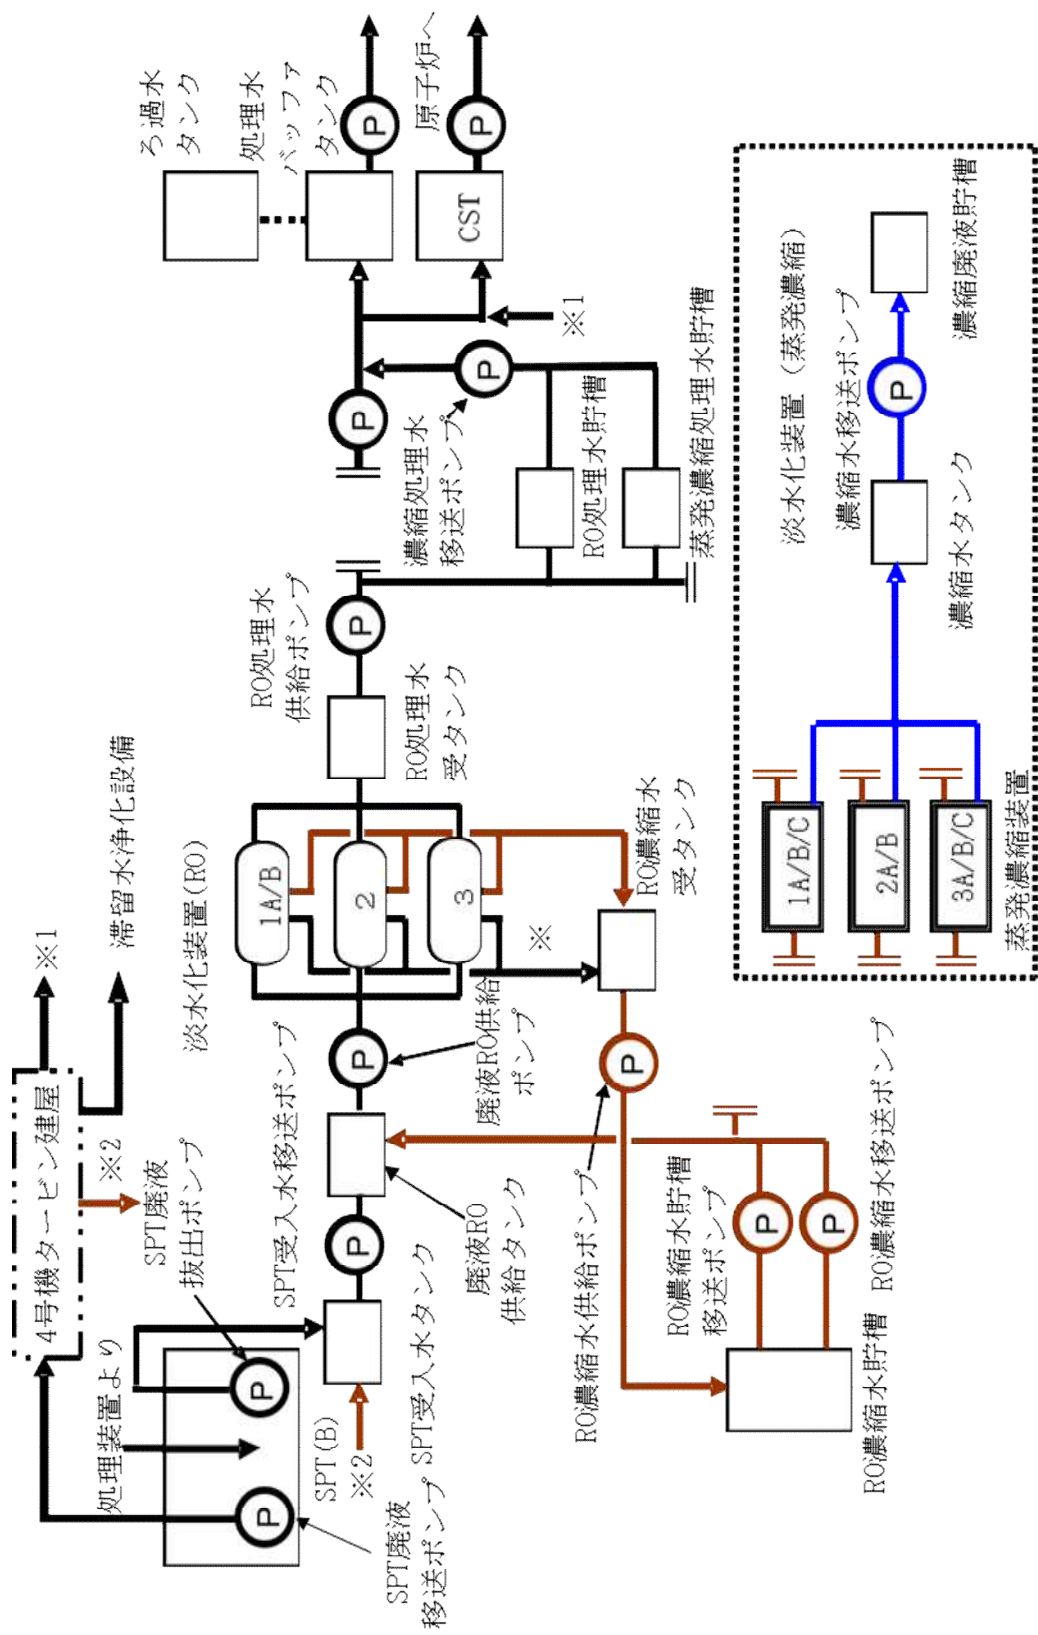 4号機タービン建屋
※1
滞留水浄化設備
※2
処理装置より
SPT廃液
抜出ポンプ
SPT(B)
※2
SPT廃液
移送ポンプ
SPT受入水タンク
SPT受入水移送ポンプ
廃液RO
供給タンク
廃液RO供給
ポンプ
淡水化装置(RO)
1A/B
2
3
※
RO処理水
供給ポンプ
RO処理水
受タンク
RO濃縮水
受タンク
RO濃縮水供給ポンプ
RO濃縮水貯槽
移送ポンプ
RO濃縮水移送ポンプ
RO濃縮水貯槽
ろ過水
タンク
処理水
バッファ
タンク
原子炉へ
CST
※1
濃縮処理水
移送ポンプ
RO処理水貯槽
蒸発濃縮処理水貯槽
淡水化装置（蒸発濃縮）
濃縮水移送ポンプ
濃縮水タンク
濃縮廃液貯槽
1A/B/C
2A/B
3A/B/C
蒸発濃縮装置
P
P
P
P
P
P
P
P
P
P
P
P
P